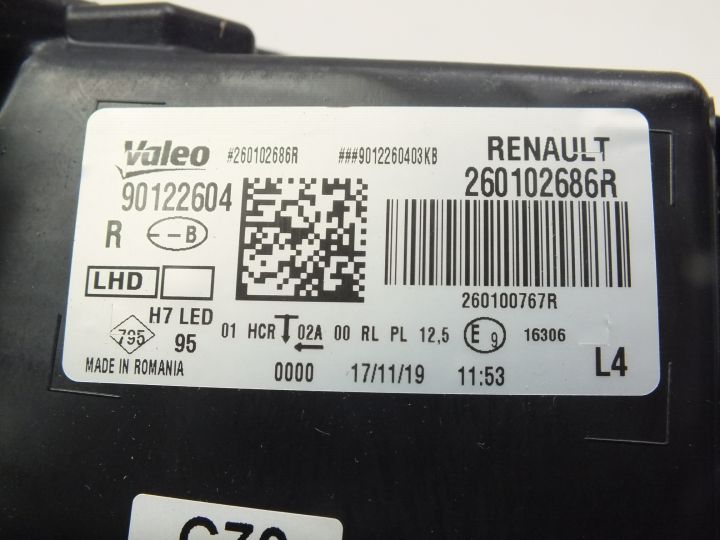 Valeo #260102686R ###9012260403KB RENAULT
90122604 260102686R
R --B
LHD 260100767R
H7 LED
795 95 01 HCR 02A 00 RL PL 12,5 E9 16306
MADE IN ROMANIA 0000 17/11/19 11:53 L4